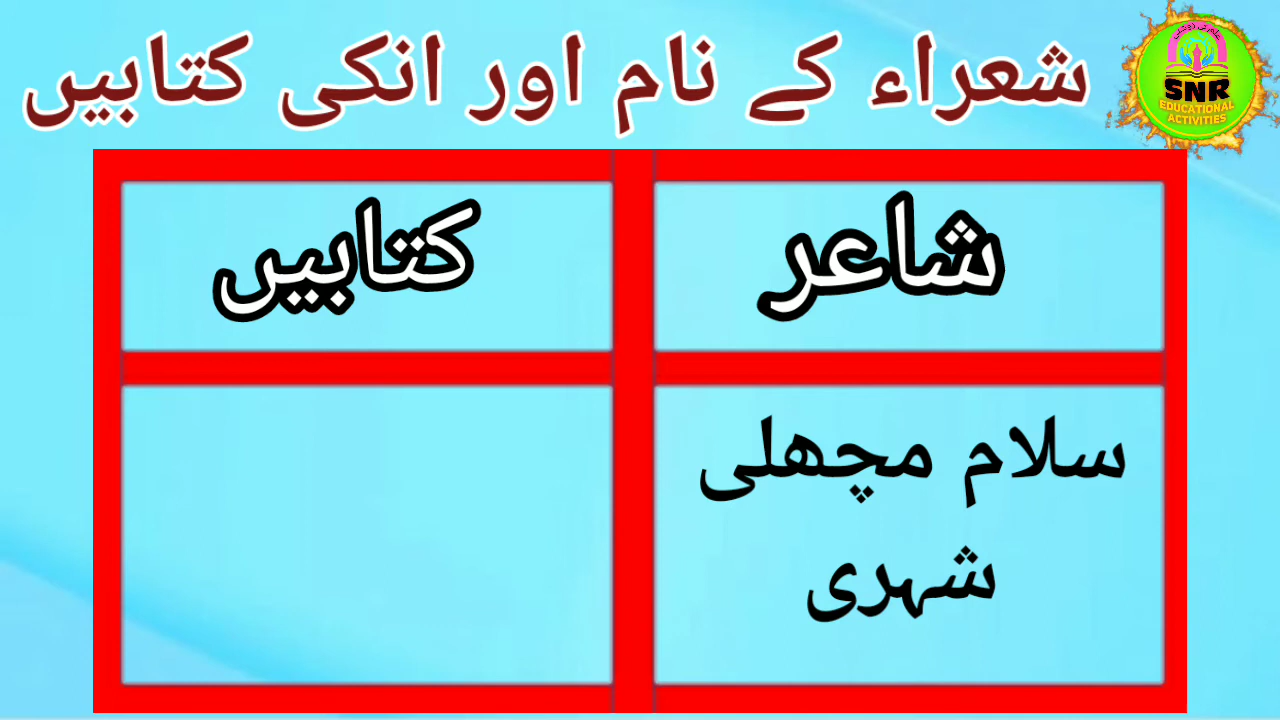 شعراء کے نام اور انکی کتابیں
SNR
EDUCATIONAL
ACTIVITIES
شاعر
کتابیں
سلام مچھلی
شہری